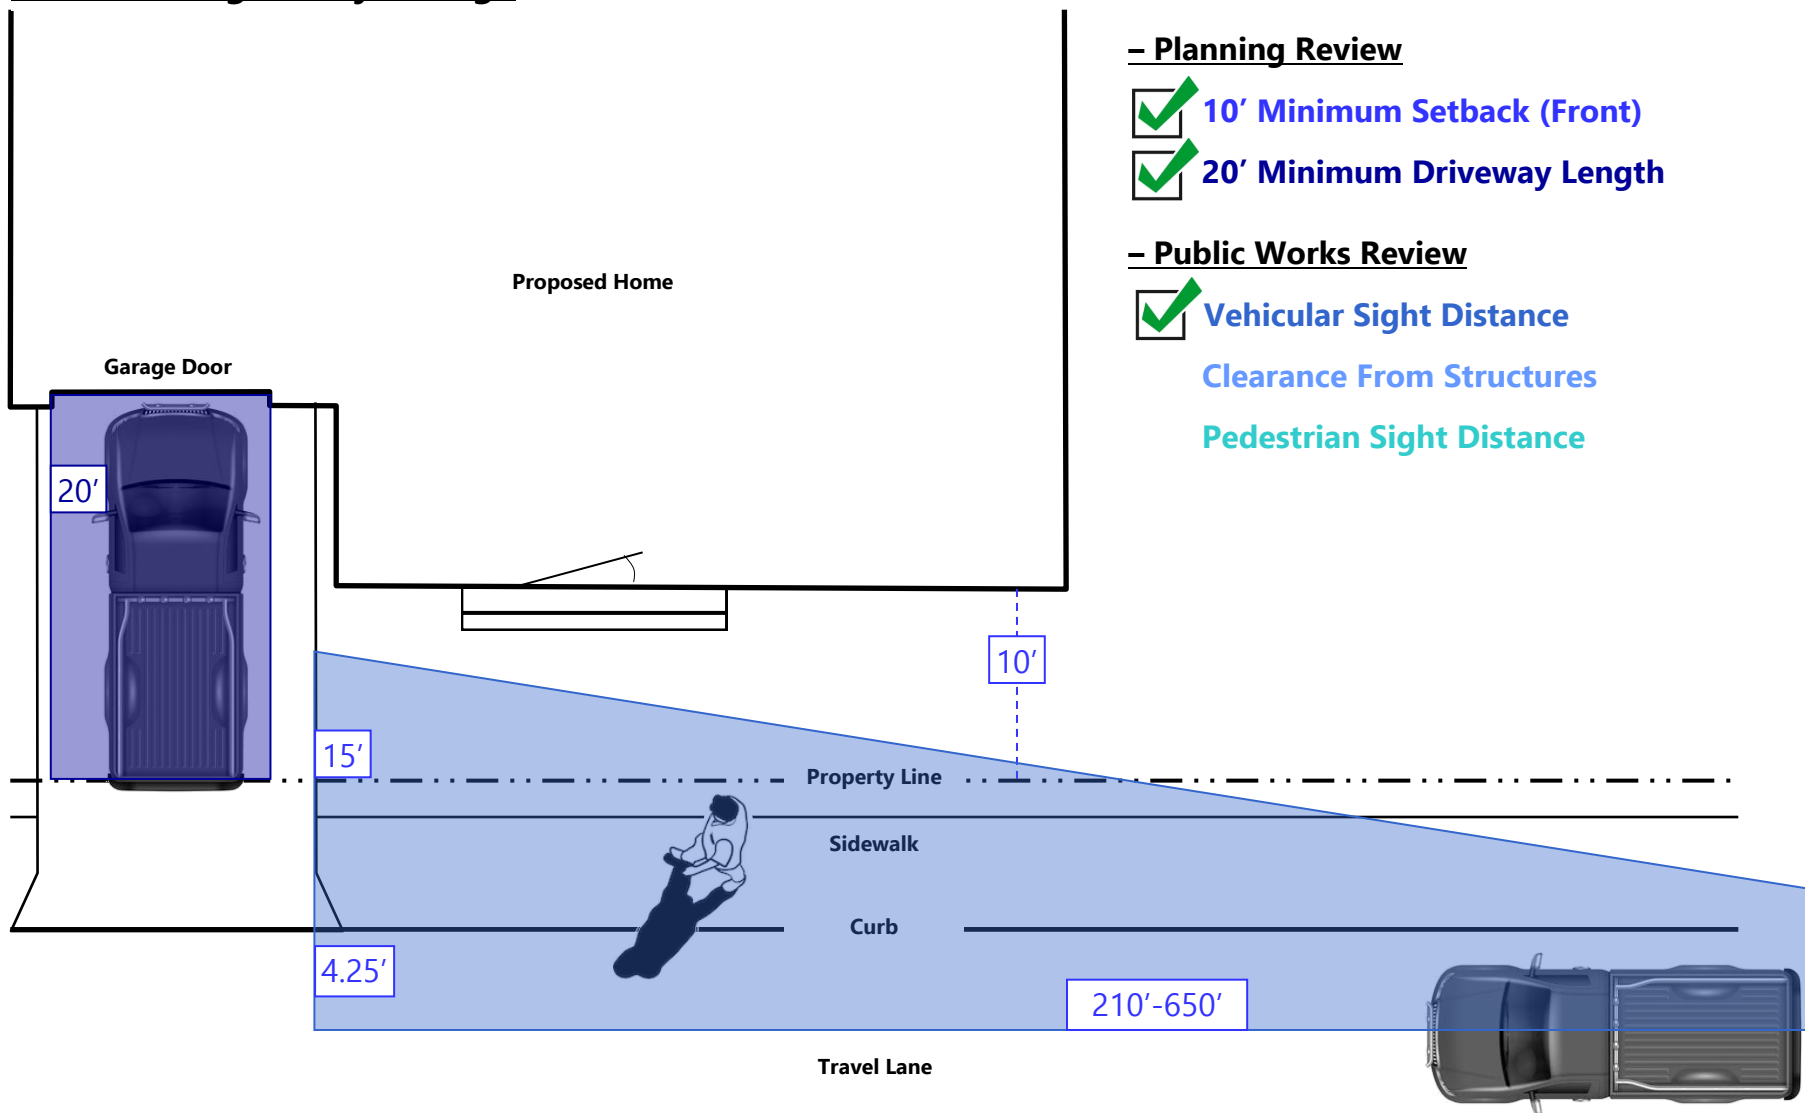 – Planning Review
10’ Minimum Setback (Front)
20’ Minimum Driveway Length
– Public Works Review
Vehicular Sight Distance
Clearance From Structures
Pedestrian Sight Distance
Proposed Home
Garage Door
20’
10’
15’
Property Line
Sidewalk
Curb
4.25’
210’-650’
Travel Lane